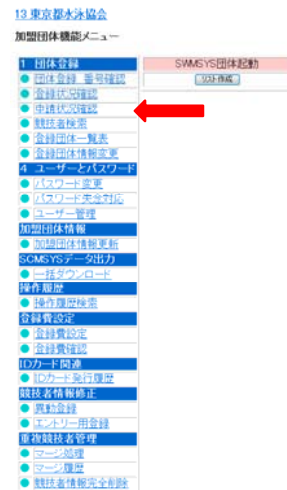 13 東京都水泳協会
加盟団体機能メニュー
1 団体登録
SWMSYS団体起動
団体登録 番号確認
リスト作成
登録状況確認
申請状況確認
競技者検索
登録団体一覧表
登録団体情報変更
4 ユーザーとパスワード
パスワード変更
パスワード失念対応
ユーザー管理
加盟団体情報
加盟団体情報更新
SCMSYSデータ出力
一括ダウンロード
操作履歴
操作履歴検索
登録費設定
登録費設定
登録費確認
IDカード関連
IDカード発行履歴
競技者情報修正
異動登録
エントリー用登録
重複競技者管理
マージ処理
マージ履歴
競技者情報完全削除